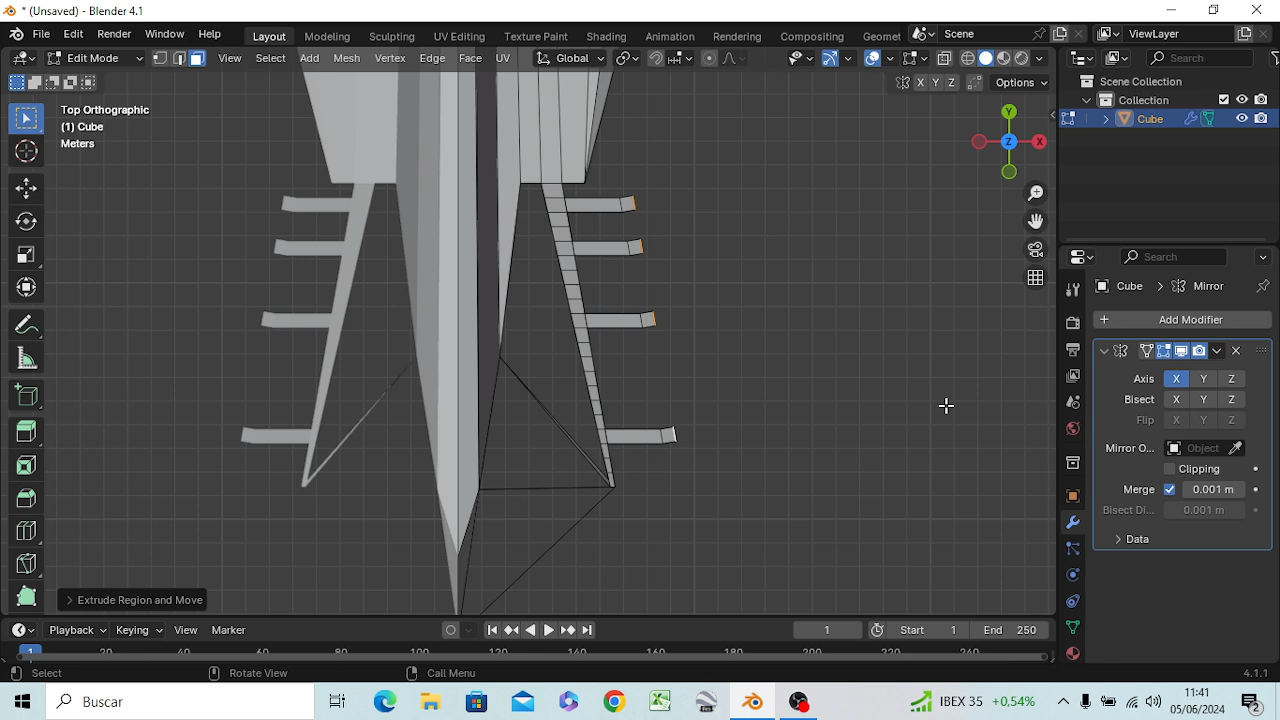 * (Unsaved) - Blender 4.1
File Edit Render Window Help Layout Modeling Sculpting UV Editing Texture Paint Shading Animation Rendering Compositing Geomet Scene ViewLayer
Edit Mode View Select Add Mesh Vertex Edge Face UV Global Search
X Y Z Options Scene Collection
Collection
Top Orthographic
(1) Cube
Meters
Cube
Y
Z X
Search
Cube Mirror
Add Modifier
Axis X Y Z
Bisect X Y Z
Flip X Y Z
Mirror O... Object
Clipping
Merge 0.001 m
Bisect Di... 0.001 m
Data
Extrude Region and Move
Playback Keying View Marker 1 Start 1 End 250
1 20 40 60 80 100 120 140 160 180 200 220 240
Select Rotate View Call Menu 4.1.1
Buscar IBEX 35 +0,54% 11:41
05/06/2024 2